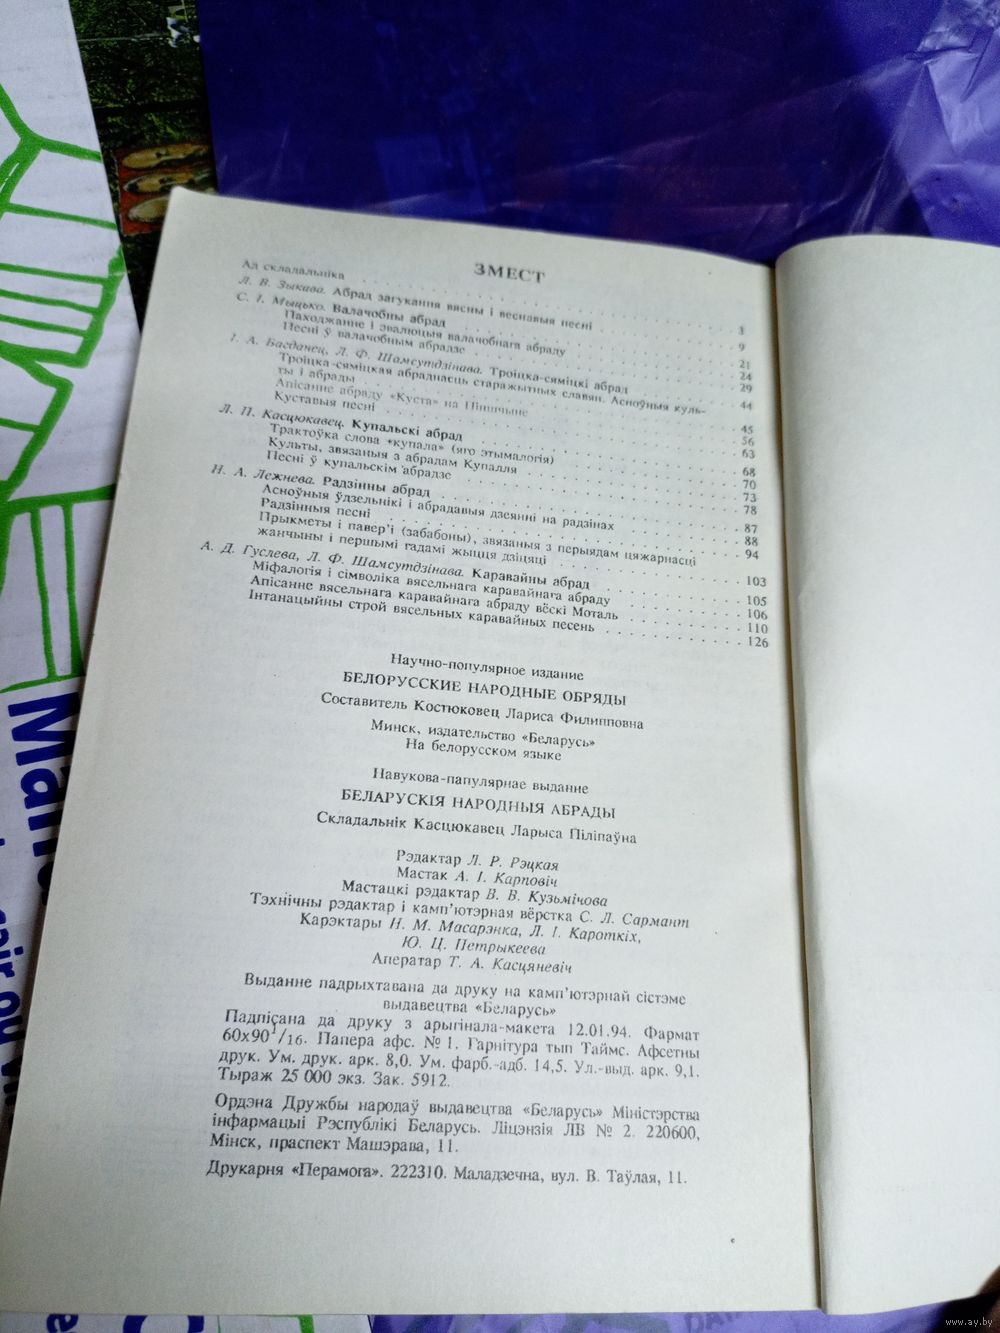 ЗМЕСТ
Ад складальніка . . . 3
Л. В. Зыкава. Абрад загукання вясны і веснавыя песні . . . 9
С. І. Мыцько. Валачобны абрад . . . 21
Паходжанне і эвалюцыя валачобнага абраду . . . 24
Песні ў валачобным абрадзе . . . 29
І. А. Багданец, Л. Ф. Шамсутдзінава. Троіцка-сяміцкі абрад . . . 44
Троіцка-сяміцкая абраднасць старажытных славян. Асноўныя куль-
ты і абрады . . . 45
Апісанне абраду «Куста» на Піншчыне . . . 56
Куставыя песні . . . 63
Л. П. Касцюкавец. Купальскі абрад . . . 68
Трактоўка слова «купала» (яго этымалогія) . . . 70
Культы, звязаныя з абрадам Купалля . . . 73
Песні ў купальскім абрадзе . . . 78
Н. А. Лежнева. Радзінны абрад . . . 87
Асноўныя ўдзельнікі і абрадавыя дзеянні на радзінах . . . 88
Радзінныя песні . . . 94
Прыкметы і павер'і (забабоны), звязаныя з перыядам цяжарнасці
жанчыны і першымі гадамі жыцця дзіцяці . . . 103
А. Д. Гуслева, Л. Ф. Шамсутдзінава. Каравайны абрад . . . 105
Міфалогія і сімволіка вясельнага каравайнага абраду . . . 106
Апісанне вясельнага каравайнага абраду вёскі Моталь . . . 110
Інтанацыйны строй вясельных каравайных песень . . . 126
Научно-популярное издание
БЕЛОРУССКИЕ НАРОДНЫЕ ОБРЯДЫ
Составитель Костюковец Лариса Филипповна
Минск, издательство «Беларусь»
На белорусском языке
Навукова-папулярнае выданне
БЕЛАРУСКІЯ НАРОДНЫЯ АБРАДЫ
Складальнік Касцюкавец Ларыса Піліпаўна
Рэдактар Л. Р. Рэцкая
Мастак А. І. Карповіч
Мастацкі рэдактар В. В. Кузьмічова
Тэхнічны рэдактар і камп'ютэрная вёрстка С. Л. Сармант
Карэктары Н. М. Масарэнка, Л. І. Кароткіх,
Ю. Ц. Петрыкеева
Аператар Т. А. Касцяневіч
Выданне падрыхтавана да друку на камп'ютэрнай сістэме
выдавецтва «Беларусь»
Падпісана да друку з арыгінала-макета 12.01.94. Фармат
60х90 1/16. Папера афс. № 1. Гарнітура тып Таймс. Афсетны
друк. Ум. друк. арк. 8,0. Ум. фарб.-адб. 14,5. Ул.-выд. арк. 9,1.
Тыраж 25 000 экз. Зак. 5912.
Ордэна Дружбы народаў выдавецтва «Беларусь» Міністэрства
інфармацыі Рэспублікі Беларусь. Ліцэнзія ЛВ № 2. 220600,
Мінск, праспект Машэрава, 11.
Друкарня «Перамога». 222310. Маладзечна, вул. В. Таўлая, 11.
www.ay.by